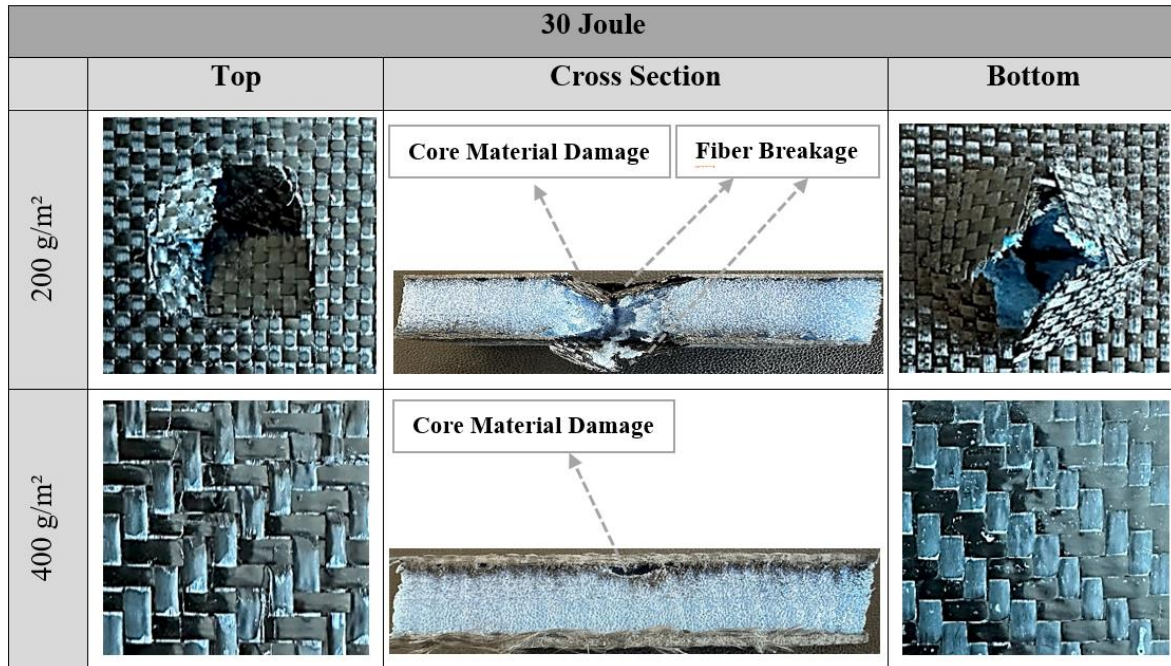 30 Joule
Top
Cross Section
Bottom
200 g/m²
Core Material Damage
Fiber Breakage
400 g/m²
Core Material Damage